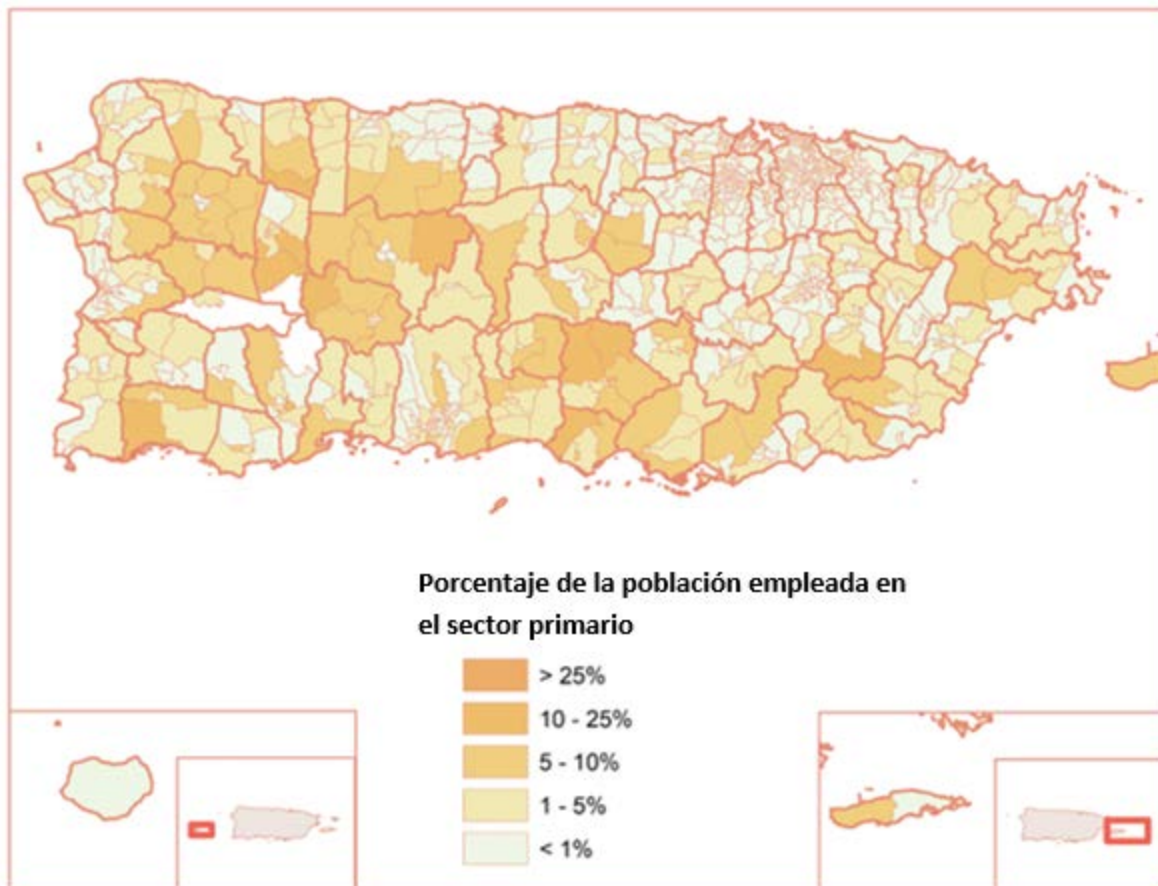 Porcentaje de la población empleada en
el sector primario
> 25%
10 - 25%
5 - 10%
1 - 5%
< 1%